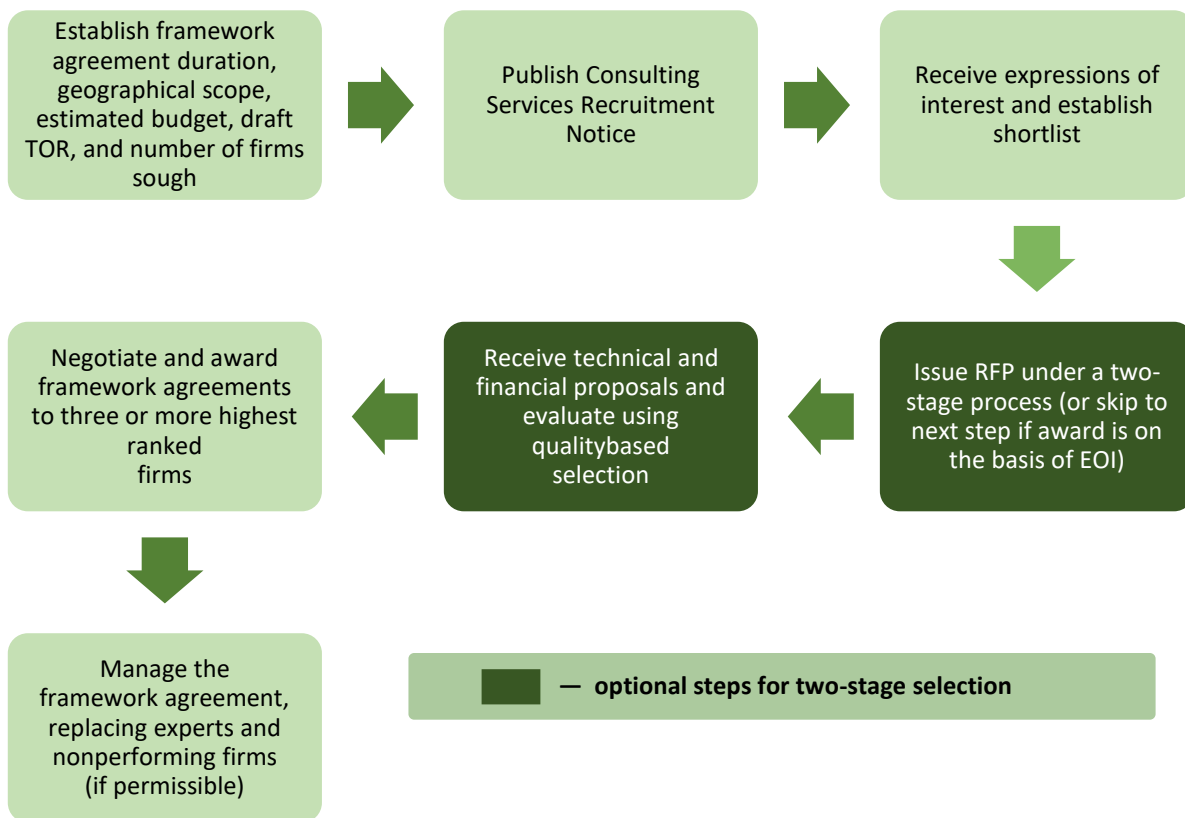 Establish framework
agreement duration,
geographical scope,
estimated budget, draft
TOR, and number of firms
sough
Publish Consulting
Services Recruitment
Notice
Receive expressions of
interest and establish
shortlist
Issue RFP under a two-
stage process (or skip to
next step if award is on
the basis of EOI)
Receive technical and
financial proposals and
evaluate using
qualitybased
selection
Negotiate and award
framework agreements
to three or more highest
ranked
firms
Manage the
framework agreement,
replacing experts and
nonperforming firms
(if permissible)
— optional steps for two-stage selection